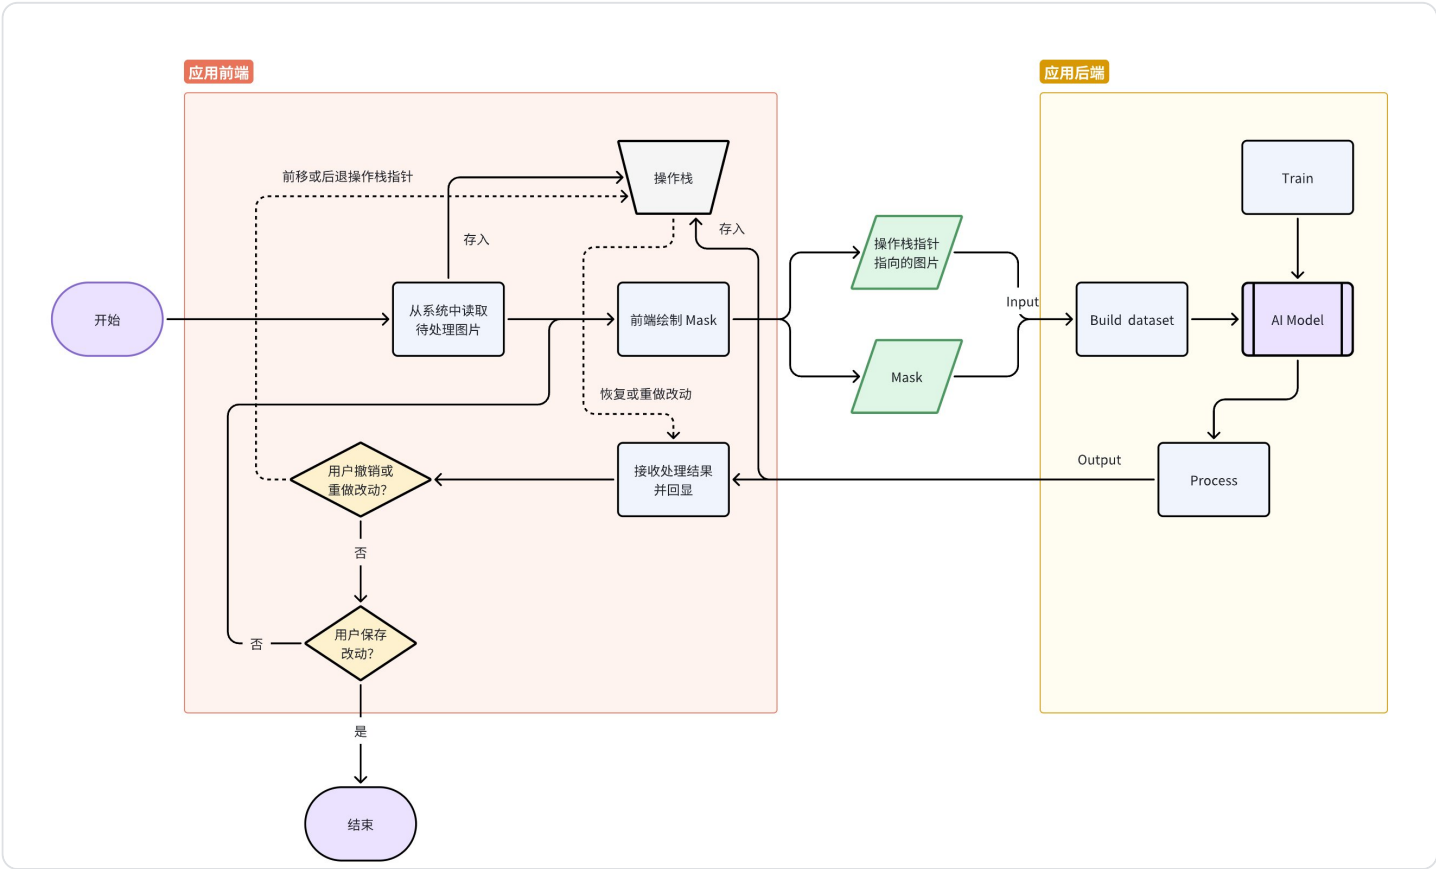 应用前端
应用后端
前移或后退操作栈指针
操作栈
Train
存入
存入
操作栈指针
指向的图片
Input
开始
从系统中读取
待处理图片
前端绘制 Mask
Build dataset
AI Model
Mask
恢复或重做改动
用户撤销或
重做改动?
接收处理结果
并回显
Output
Process
否
用户保存
改动?
否
是
结束